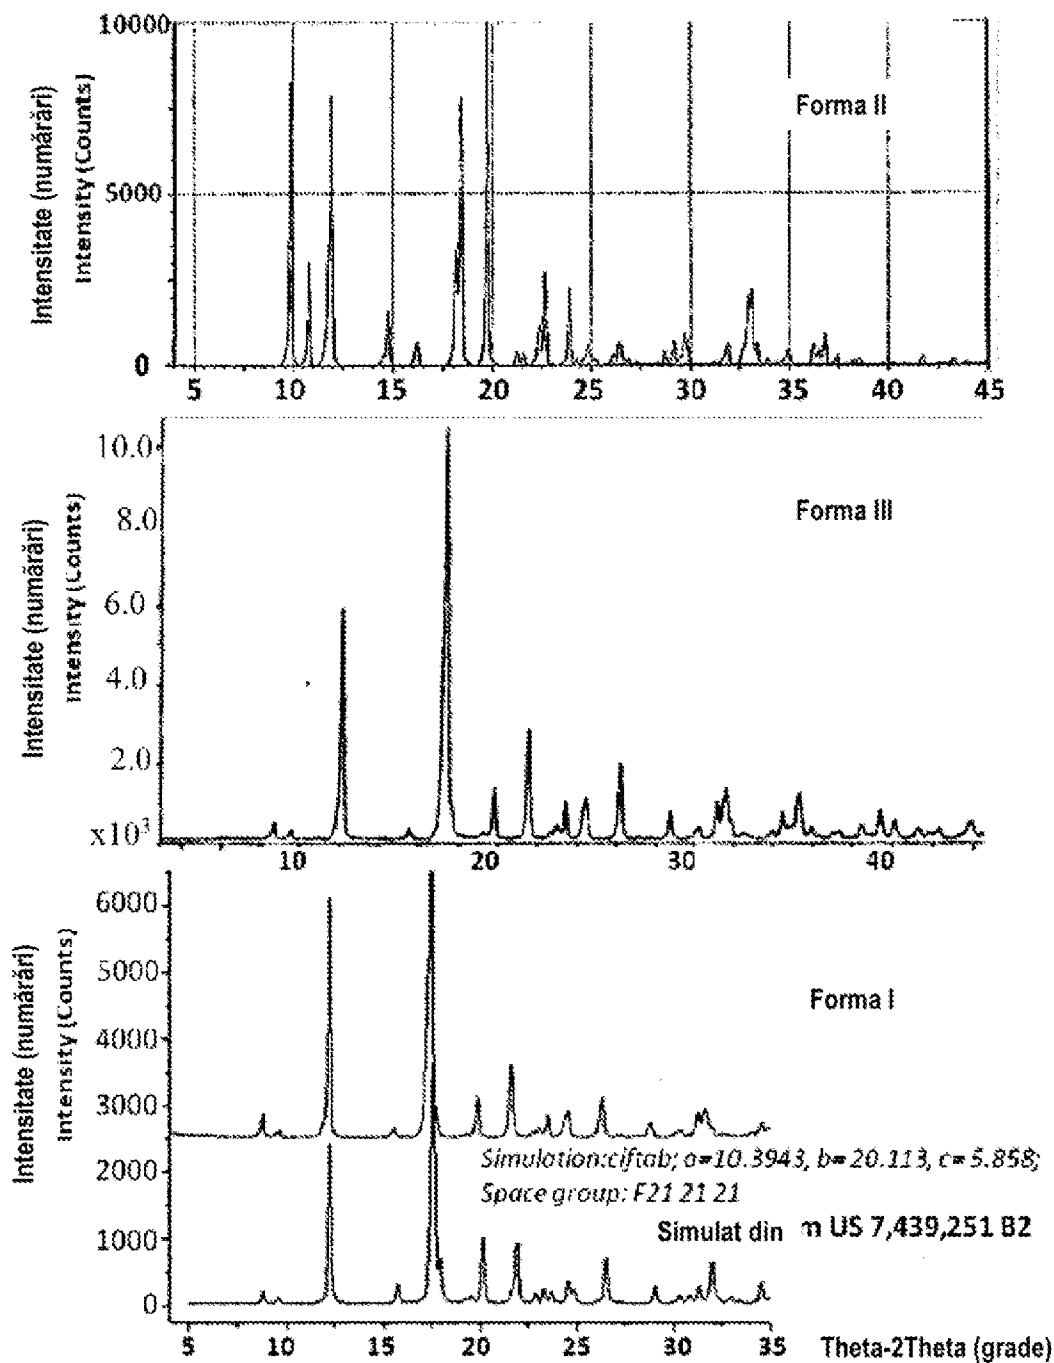 10000
5000
0
Intensitate (numărări)
Intensity (Counts)
Forma II
5 10 15 20 25 30 35 40 45
10.0
8.0
6.0
4.0
2.0
x10³
Intensitate (numărări)
Intensity (Counts)
Forma III
10 20 30 40
6000
5000
4000
3000
2000
1000
0
Intensitate (numărări)
Intensity (Counts)
Forma I
Simulation:ciftab; a=10.3943, b=20.113, c=5.858;
Space group: F21 21 21
Simulat din m US 7,439,251 B2
5 10 15 20 25 30 35 Theta-2Theta (grade)